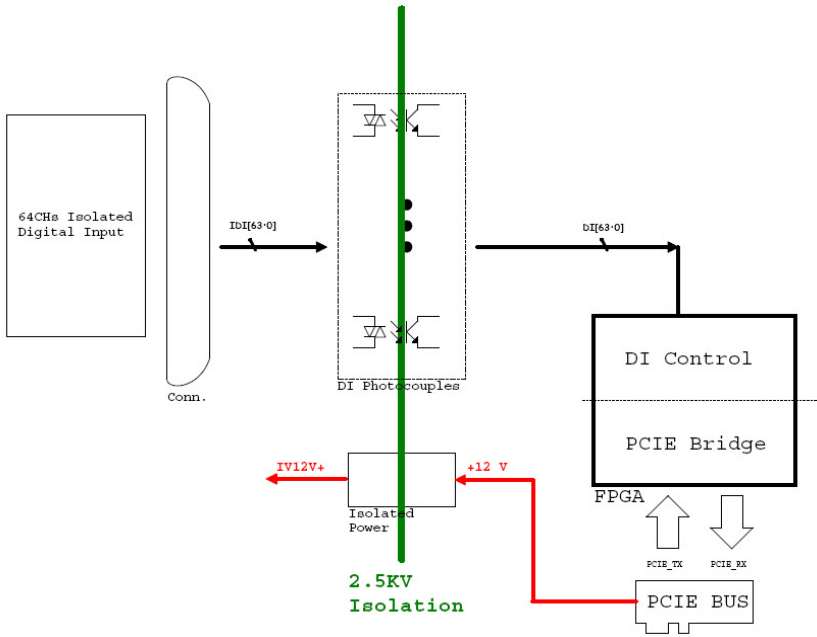 64CHs Isolated
Digital Input
Conn.
IDI[63·0]
DI Photocouples
DI[63·0]
DI Control
PCIE Bridge
FPGA
IV12V+
+12 V
Isolated
Power
PCIE_TX
PCIE_RX
PCIE BUS
2.5KV
Isolation